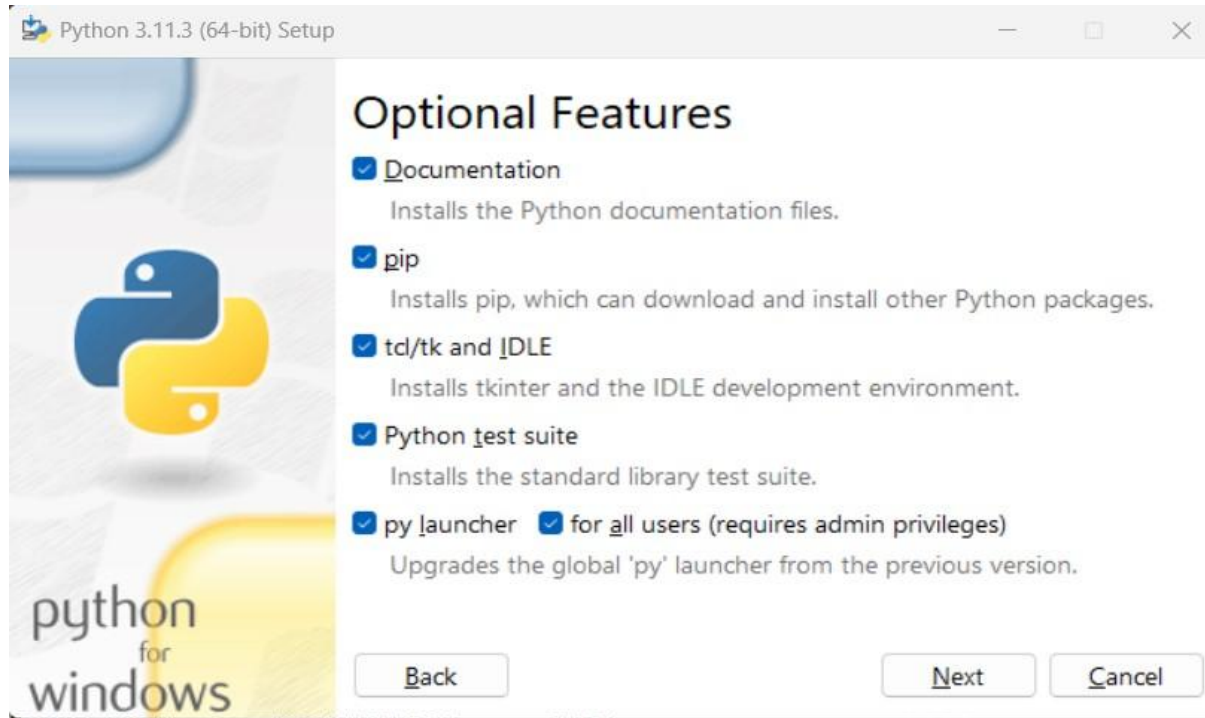 Python 3.11.3 (64-bit) Setup
Optional Features
Documentation
Installs the Python documentation files.
pip
Installs pip, which can download and install other Python packages.
tcl/tk and IDLE
Installs tkinter and the IDLE development environment.
Python test suite
Installs the standard library test suite.
py launcher for all users (requires admin privileges)
Upgrades the global 'py' launcher from the previous version.
python
for
windows
Back Next Cancel